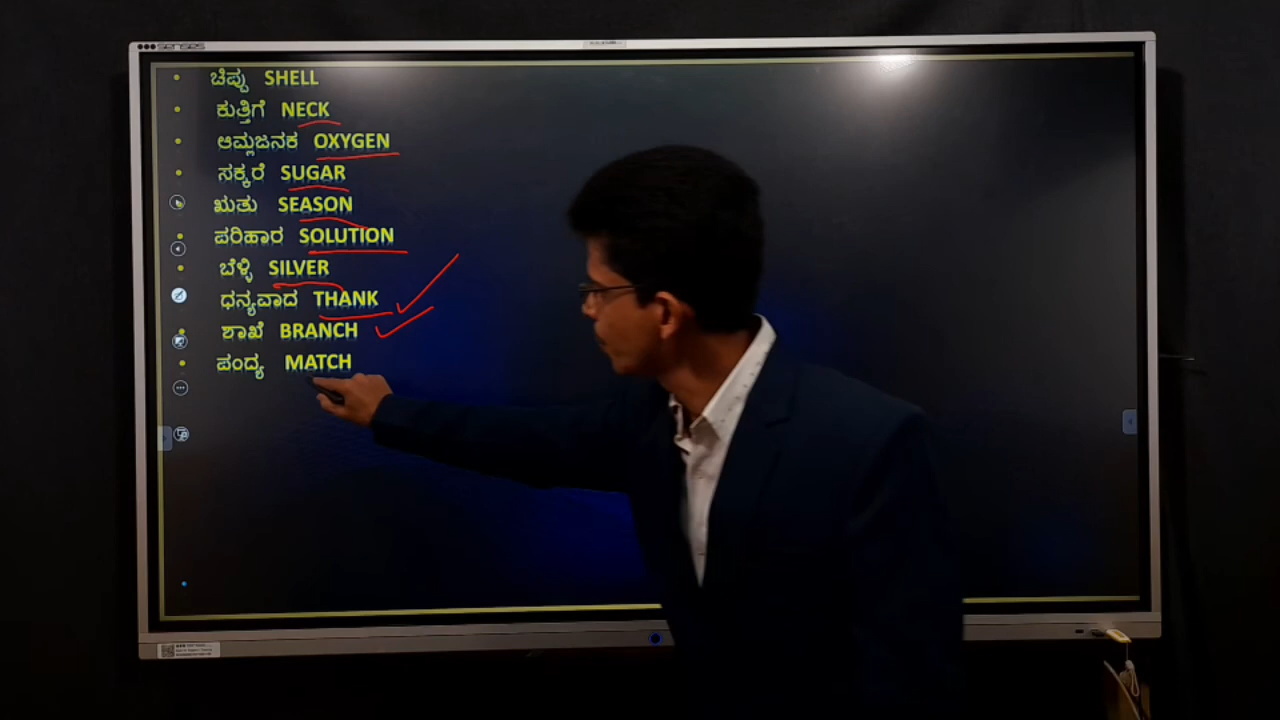 ಚಿಪ್ಪು SHELL
ಕುತ್ತಿಗೆ NECK
ಆಮ್ಲಜನಕ OXYGEN
ಸಕ್ಕರೆ SUGAR
ಋತು SEASON
ಪರಿಹಾರ SOLUTION
ಬೆಳ್ಳಿ SILVER
ಧನ್ಯವಾದ THANK
ಶಾಖೆ BRANCH
ಪಂದ್ಯ MATCH